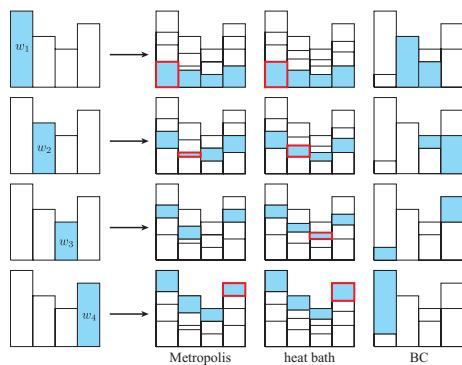 w₁
w₂
w₃
w₄
Metropolis heat bath BC